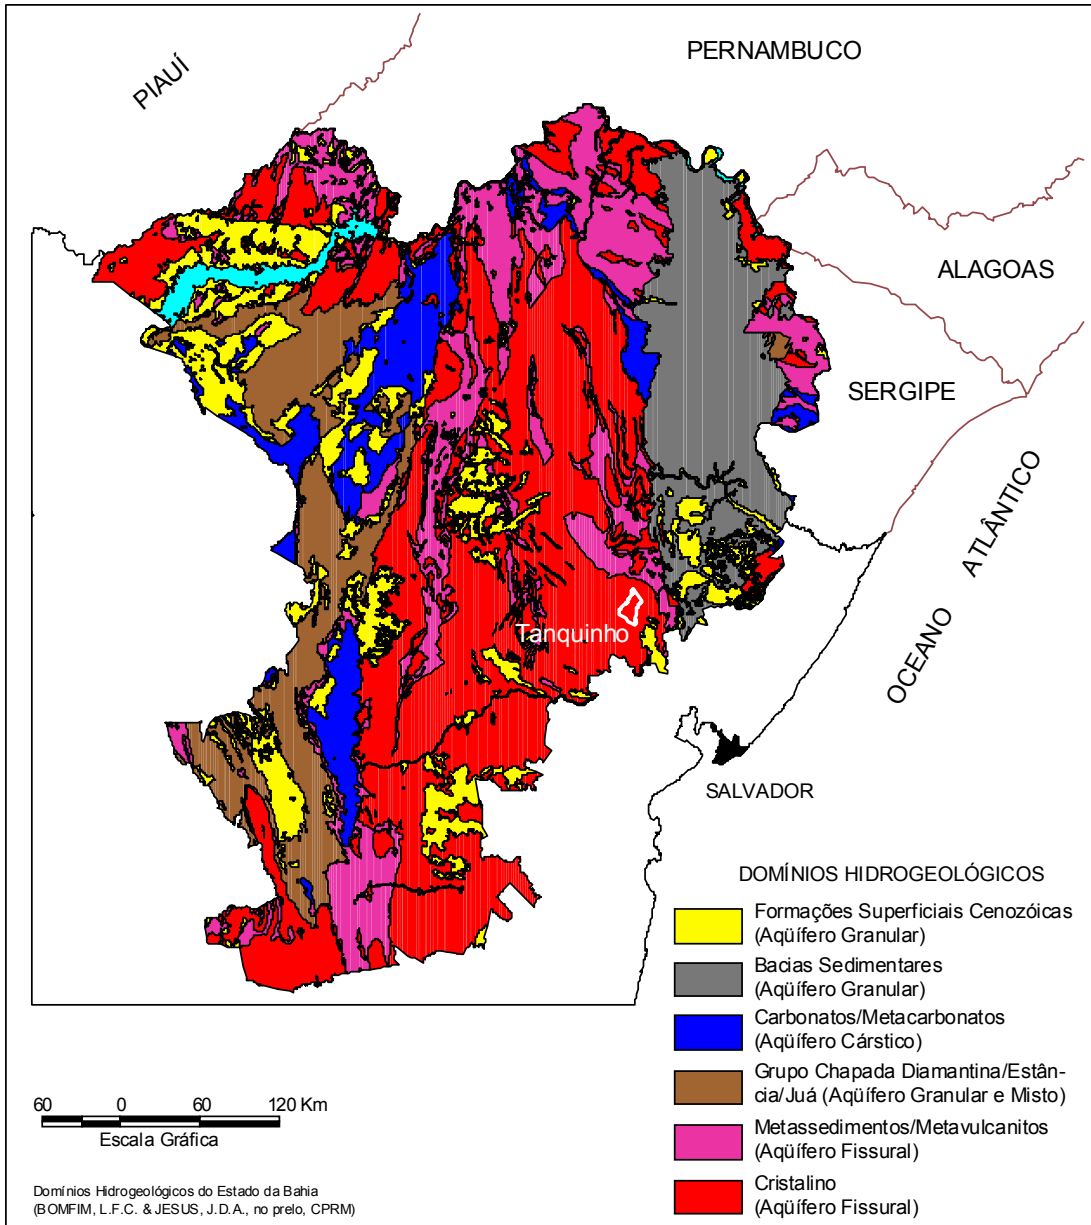 PIAUÍ
PERNAMBUCO
ALAGOAS
SERGIPE
OCEANO ATLÂNTICO
Tanquinho
SALVADOR
DOMÍNIOS HIDROGEOLÓGICOS
Formações Superficiais Cenozóicas
(Aqüífero Granular)
Bacias Sedimentares
(Aqüífero Granular)
Carbonatos/Metacarbonatos
(Aqüífero Cárstico)
Grupo Chapada Diamantina/Estân-
cia/Juá (Aqüífero Granular e Misto)
Metassedimentos/Metavulcanitos
(Aqüífero Fissural)
Cristalino
(Aqüífero Fissural)
60 0 60 120 Km
Escala Gráfica
Domínios Hidrogeológicos do Estado da Bahia
(BOMFIM, L.F.C. & JESUS, J.D.A., no prelo, CPRM)